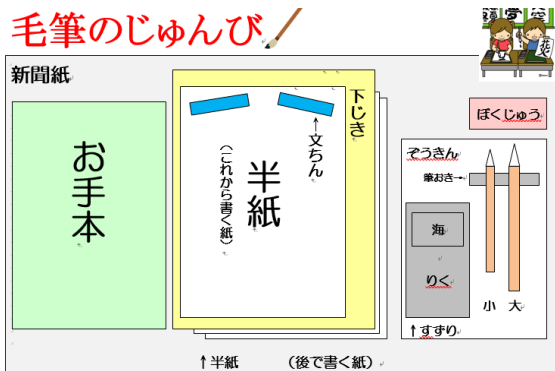 毛筆のじゅんび
新聞紙
お手本
下じき
←文ちん
半紙
（これから書く紙）
ぼくじゅう
ぞうきん
筆おき→
海
りく
小
大
↑すずり
↑半紙
（後で書く紙）